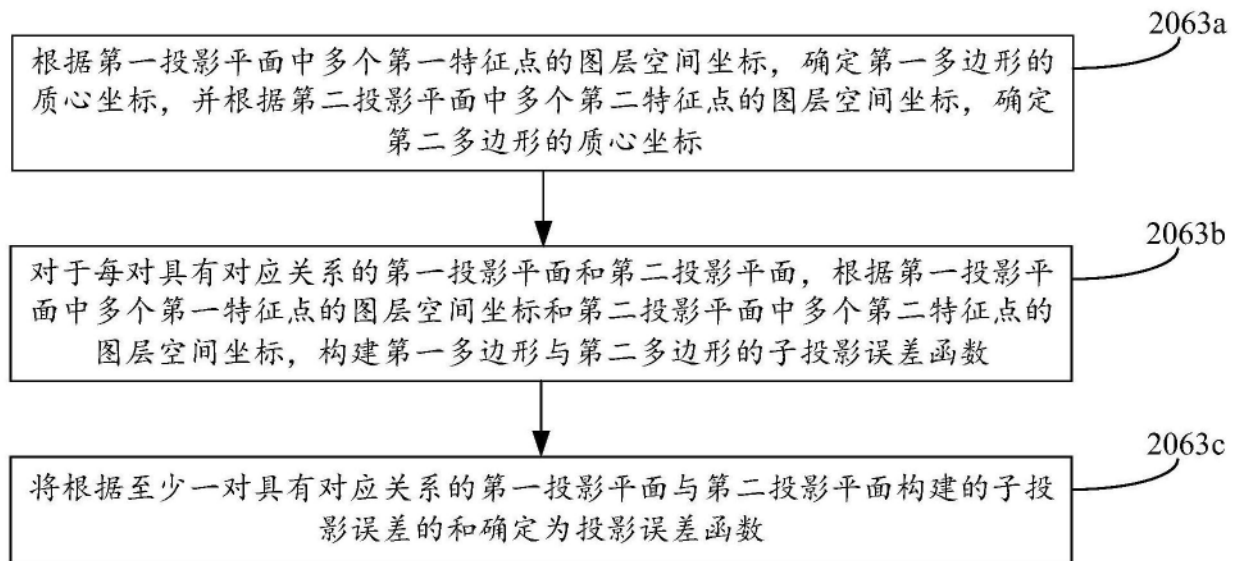 2063a
根据第一投影平面中多个第一特征点的图层空间坐标，确定第一多边形的
质心坐标，并根据第二投影平面中多个第二特征点的图层空间坐标，确定
第二多边形的质心坐标
2063b
对于每对具有对应关系的第一投影平面和第二投影平面，根据第一投影平
面中多个第一特征点的图层空间坐标和第二投影平面中多个第二特征点的
图层空间坐标，构建第一多边形与第二多边形的子投影误差函数
2063c
将根据至少一对具有对应关系的第一投影平面与第二投影平面构建的子投
影误差的和确定为投影误差函数